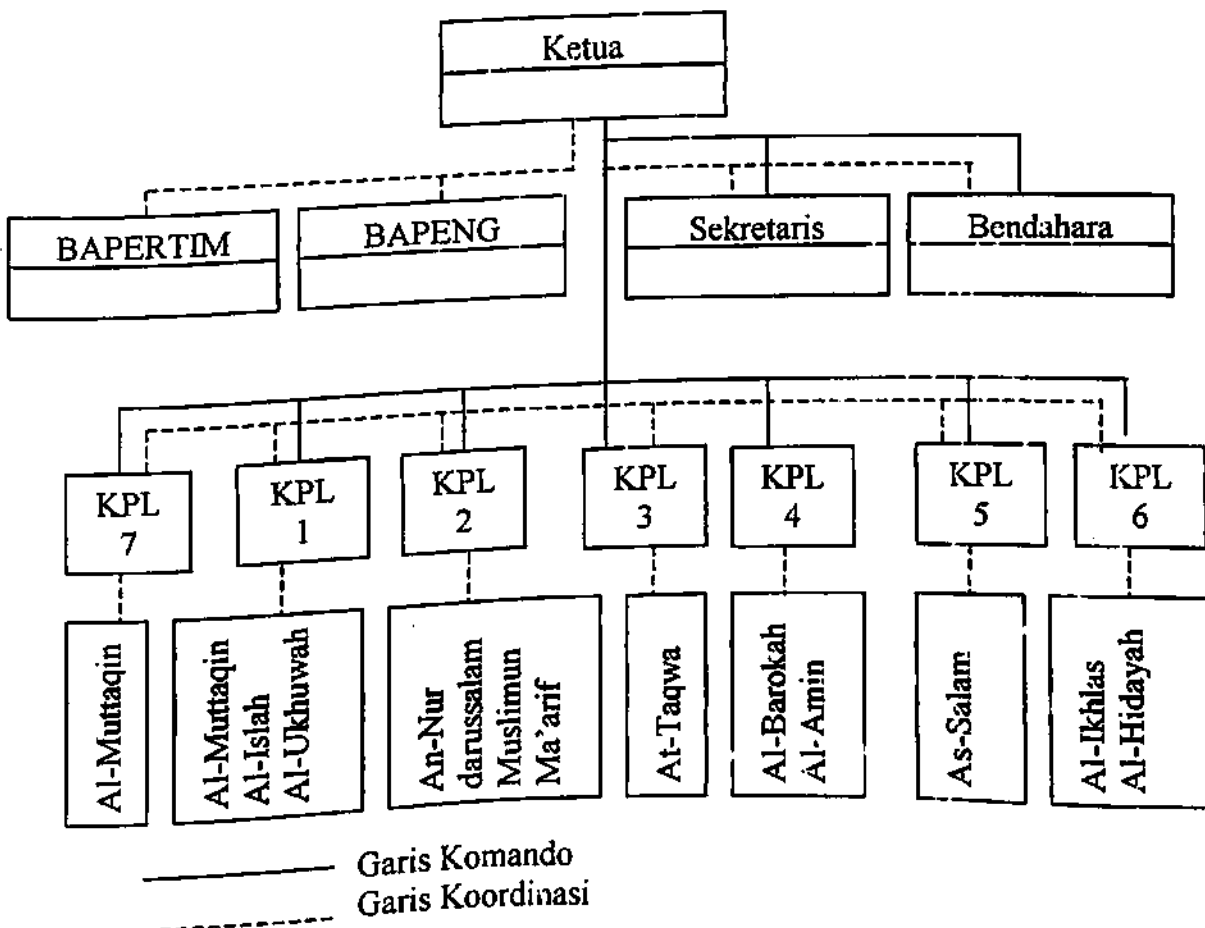 Ketua
BAPERTIM
BAPENG
Sekretaris
Bendahara
KPL
7
KPL
1
KPL
2
KPL
3
KPL
4
KPL
5
KPL
6
Al-Muttaqin
Al-Muttaqin
Al-Islah
Al-Ukhuwah
An-Nur
darussalam
Muslimun
Ma'arif
At-Taqwa
Al-Barokah
Al-Amin
As-Salam
Al-Ikhlas
Al-Hidayah
Garis Komando
Garis Koordinasi